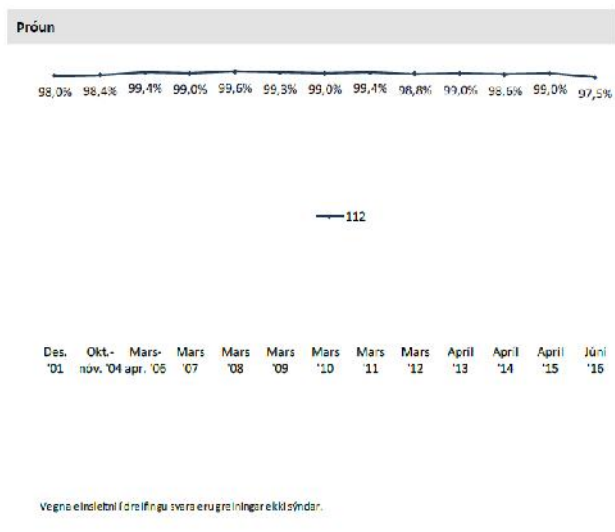 Þróun
98,0% 98,4% 99,4% 99,0% 99,6% 99,3% 99,0% 99,4% 98,8% 99,0% 98,6% 99,0% 97,5%
112
Des. Okt.- Mars- Mars Mars Mars Mars Mars Mars Apríl Apríl Apríl Júní
'01 nóv. '04 apr. '06 '07 '08 '09 '10 '11 '12 '13 '14 '15 '16
Vegna einsleitni í dreifingu svara eru greiningar ekki sýndar.